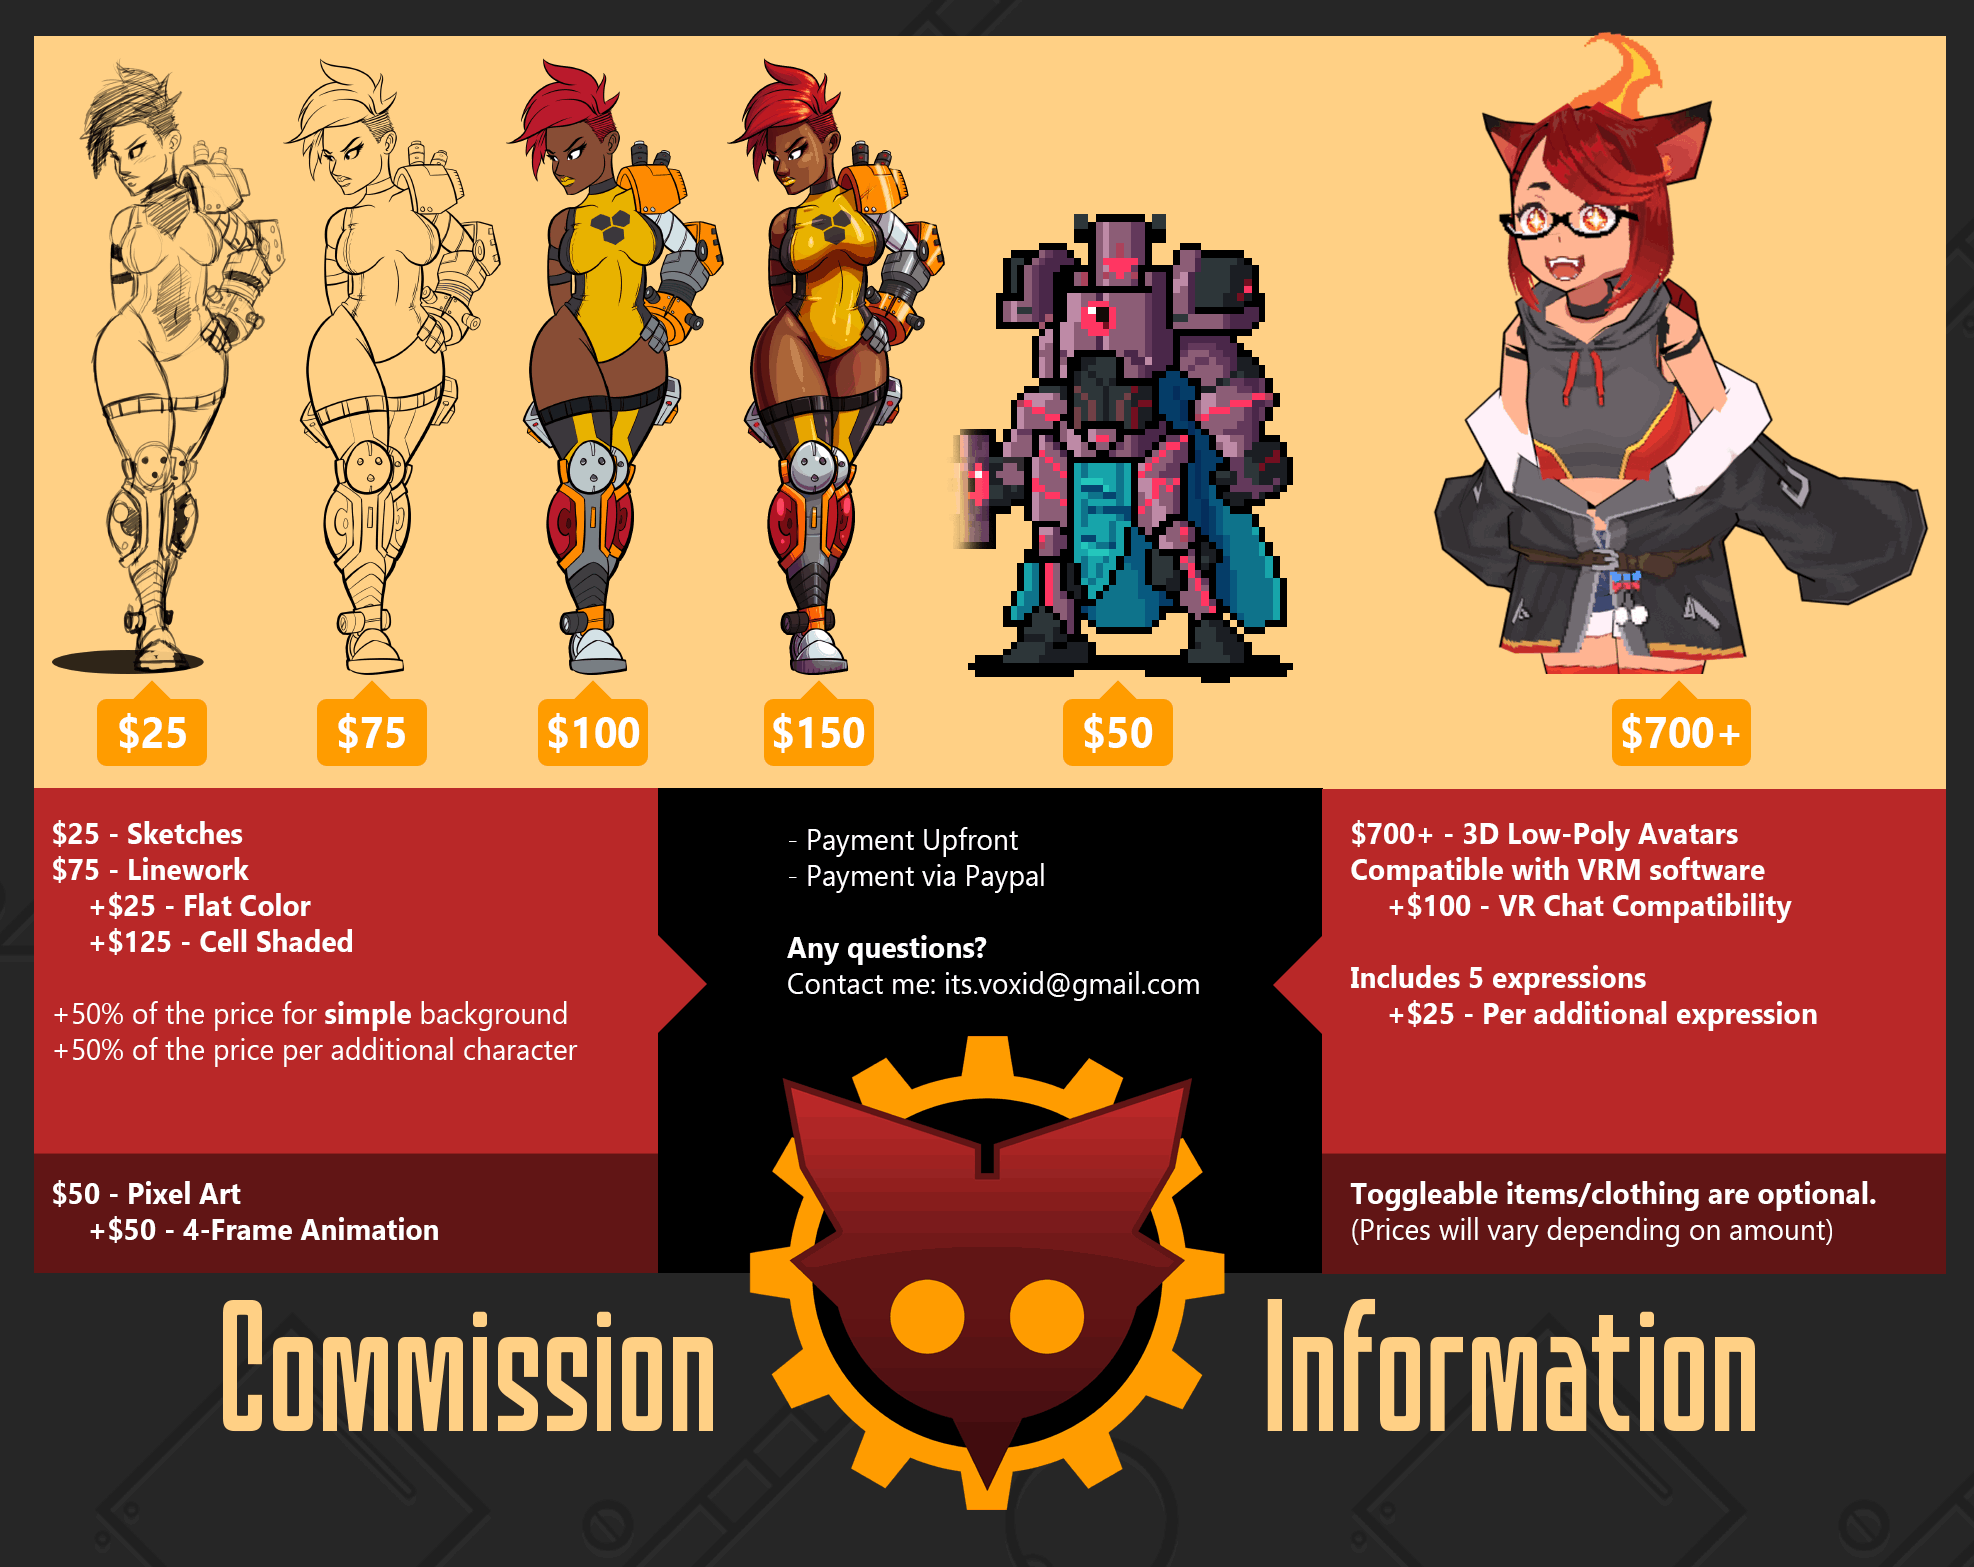 $25
$75
$100
$150
$50
$700+
$25 - Sketches
$75 - Linework
+$25 - Flat Color
+$125 - Cell Shaded
+50% of the price for simple background
+50% of the price per additional character
$50 - Pixel Art
+$50 - 4-Frame Animation
- Payment Upfront
- Payment via Paypal
Any questions?
Contact me: its.voxid@gmail.com
$700+ - 3D Low-Poly Avatars
Compatible with VRM software
+$100 - VR Chat Compatibility
Includes 5 expressions
+$25 - Per additional expression
Toggleable items/clothing are optional.
(Prices will vary depending on amount)
Commission Information